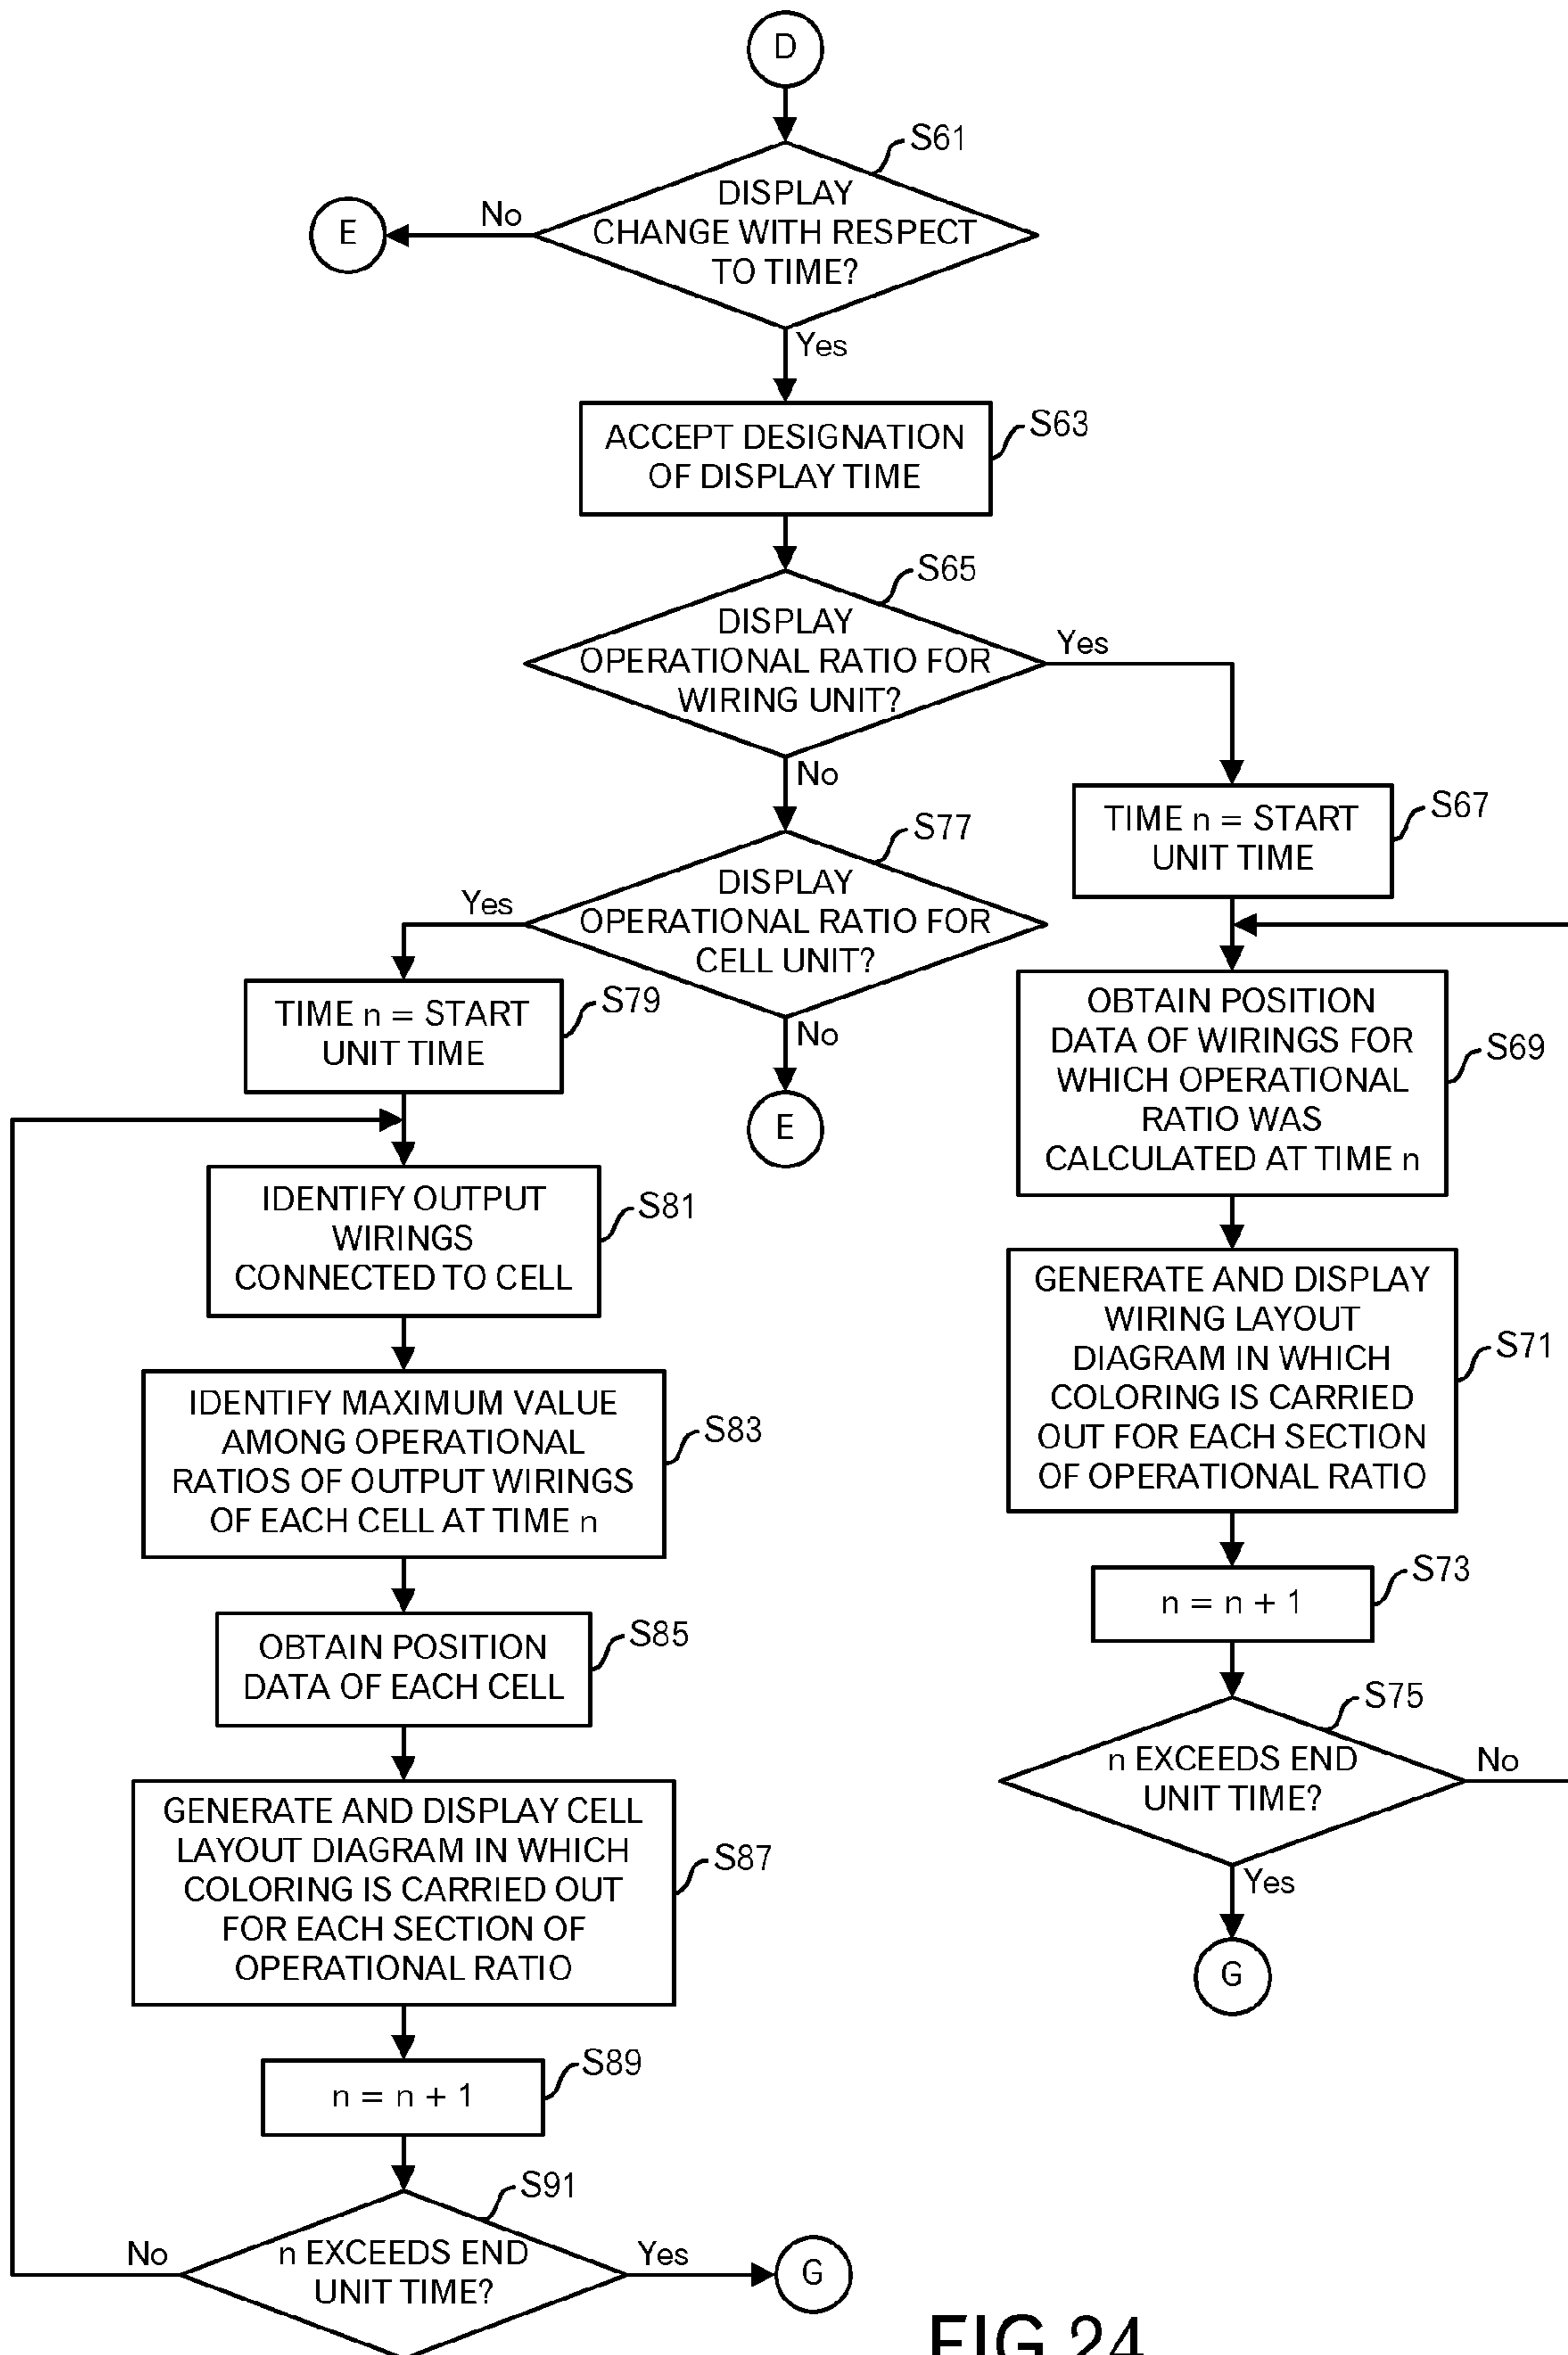 D
S61
DISPLAY
CHANGE WITH RESPECT
TO TIME?
No
E
Yes
S63
ACCEPT DESIGNATION
OF DISPLAY TIME
S65
DISPLAY
OPERATIONAL RATIO FOR
WIRING UNIT?
Yes
No
S67
TIME n = START
UNIT TIME
S69
OBTAIN POSITION
DATA OF WIRINGS FOR
WHICH OPERATIONAL
RATIO WAS
CALCULATED AT TIME n
S71
GENERATE AND DISPLAY
WIRING LAYOUT
DIAGRAM IN WHICH
COLORING IS CARRIED
OUT FOR EACH SECTION
OF OPERATIONAL RATIO
S73
n = n + 1
S75
n EXCEEDS END
UNIT TIME?
No
Yes
G
S77
DISPLAY
OPERATIONAL RATIO FOR
CELL UNIT?
Yes
No
E
S79
TIME n = START
UNIT TIME
S81
IDENTIFY OUTPUT
WIRINGS
CONNECTED TO CELL
S83
IDENTIFY MAXIMUM VALUE
AMONG OPERATIONAL
RATIOS OF OUTPUT WIRINGS
OF EACH CELL AT TIME n
S85
OBTAIN POSITION
DATA OF EACH CELL
S87
GENERATE AND DISPLAY CELL
LAYOUT DIAGRAM IN WHICH
COLORING IS CARRIED OUT
FOR EACH SECTION OF
OPERATIONAL RATIO
S89
n = n + 1
S91
n EXCEEDS END
UNIT TIME?
No
Yes
G
FIG.24